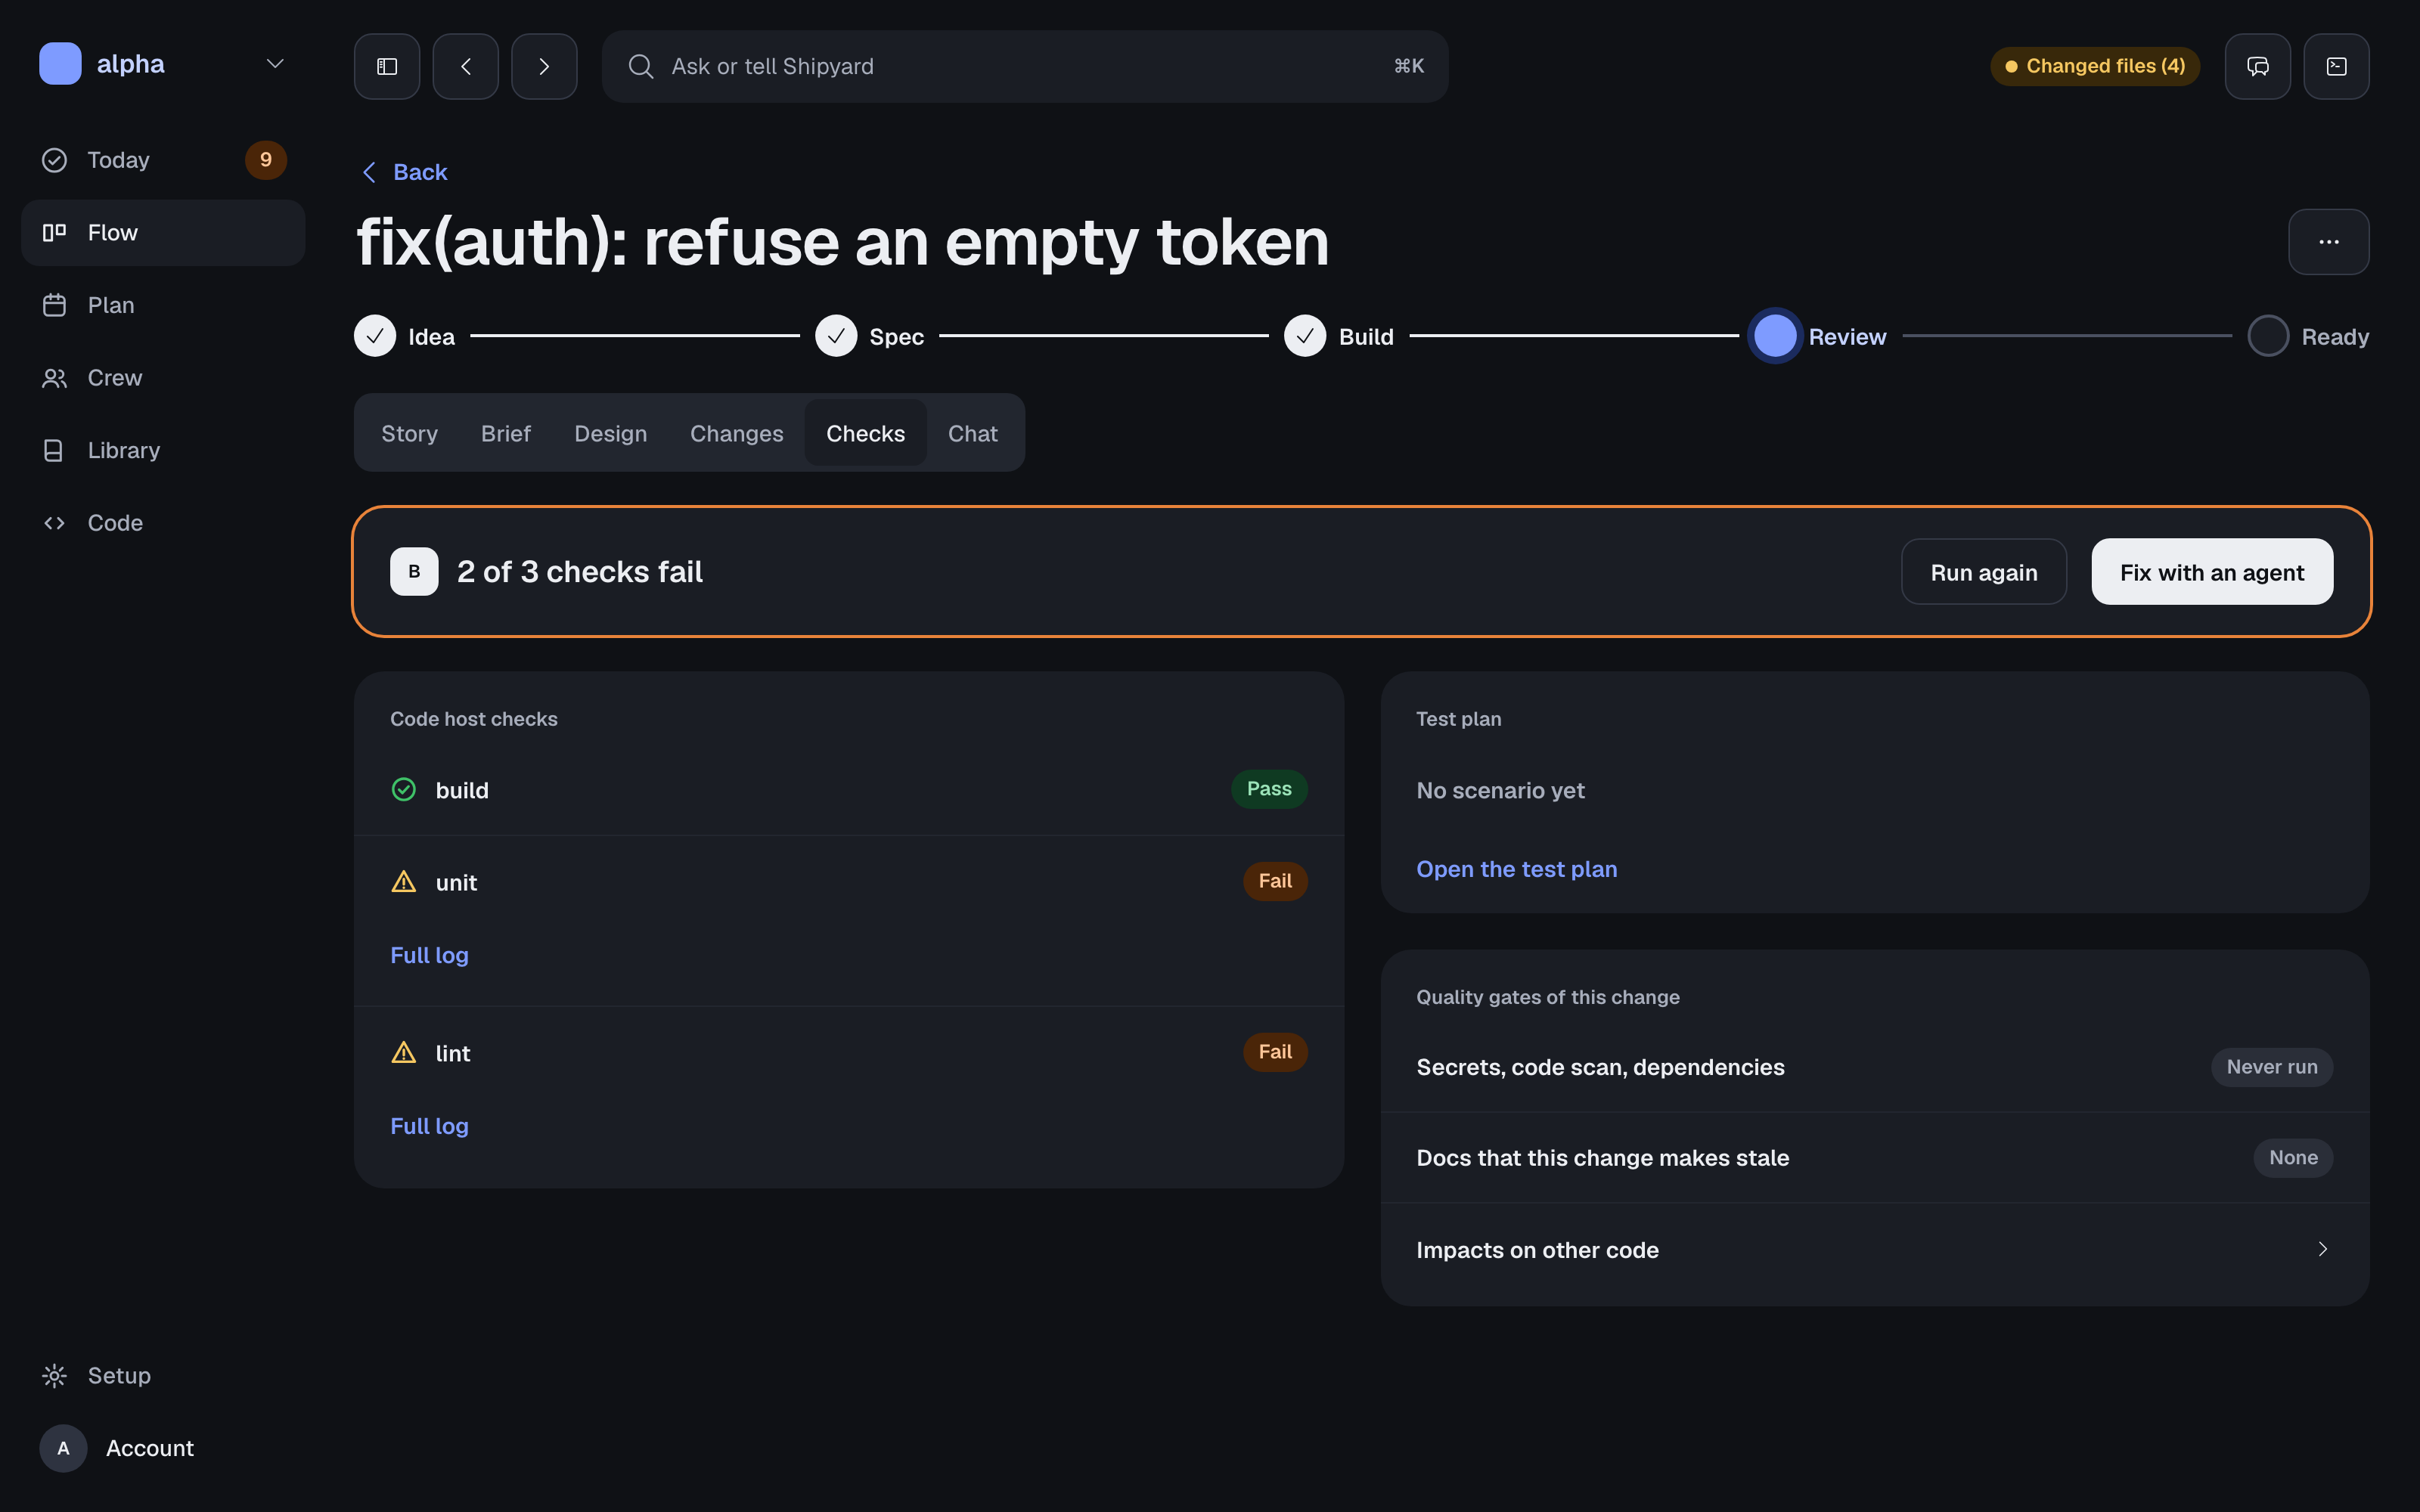 alpha
Ask or tell Shipyard
⌘K
Changed files (4)
Today
9
Flow
Plan
Crew
Library
Code
Setup
A
Account
Back
fix(auth): refuse an empty token
Idea
Spec
Build
Review
Ready
Story
Brief
Design
Changes
Checks
Chat
B
2 of 3 checks fail
Run again
Fix with an agent
Code host checks
build
Pass
unit
Fail
Full log
lint
Fail
Full log
Test plan
No scenario yet
Open the test plan
Quality gates of this change
Secrets, code scan, dependencies
Never run
Docs that this change makes stale
None
Impacts on other code